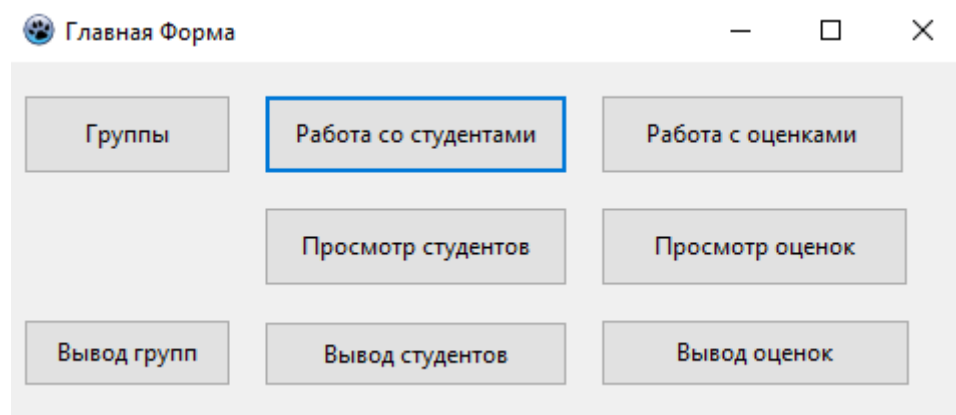 Главная Форма
Группы
Работа со студентами
Работа с оценками
Просмотр студентов
Просмотр оценок
Вывод групп
Вывод студентов
Вывод оценок